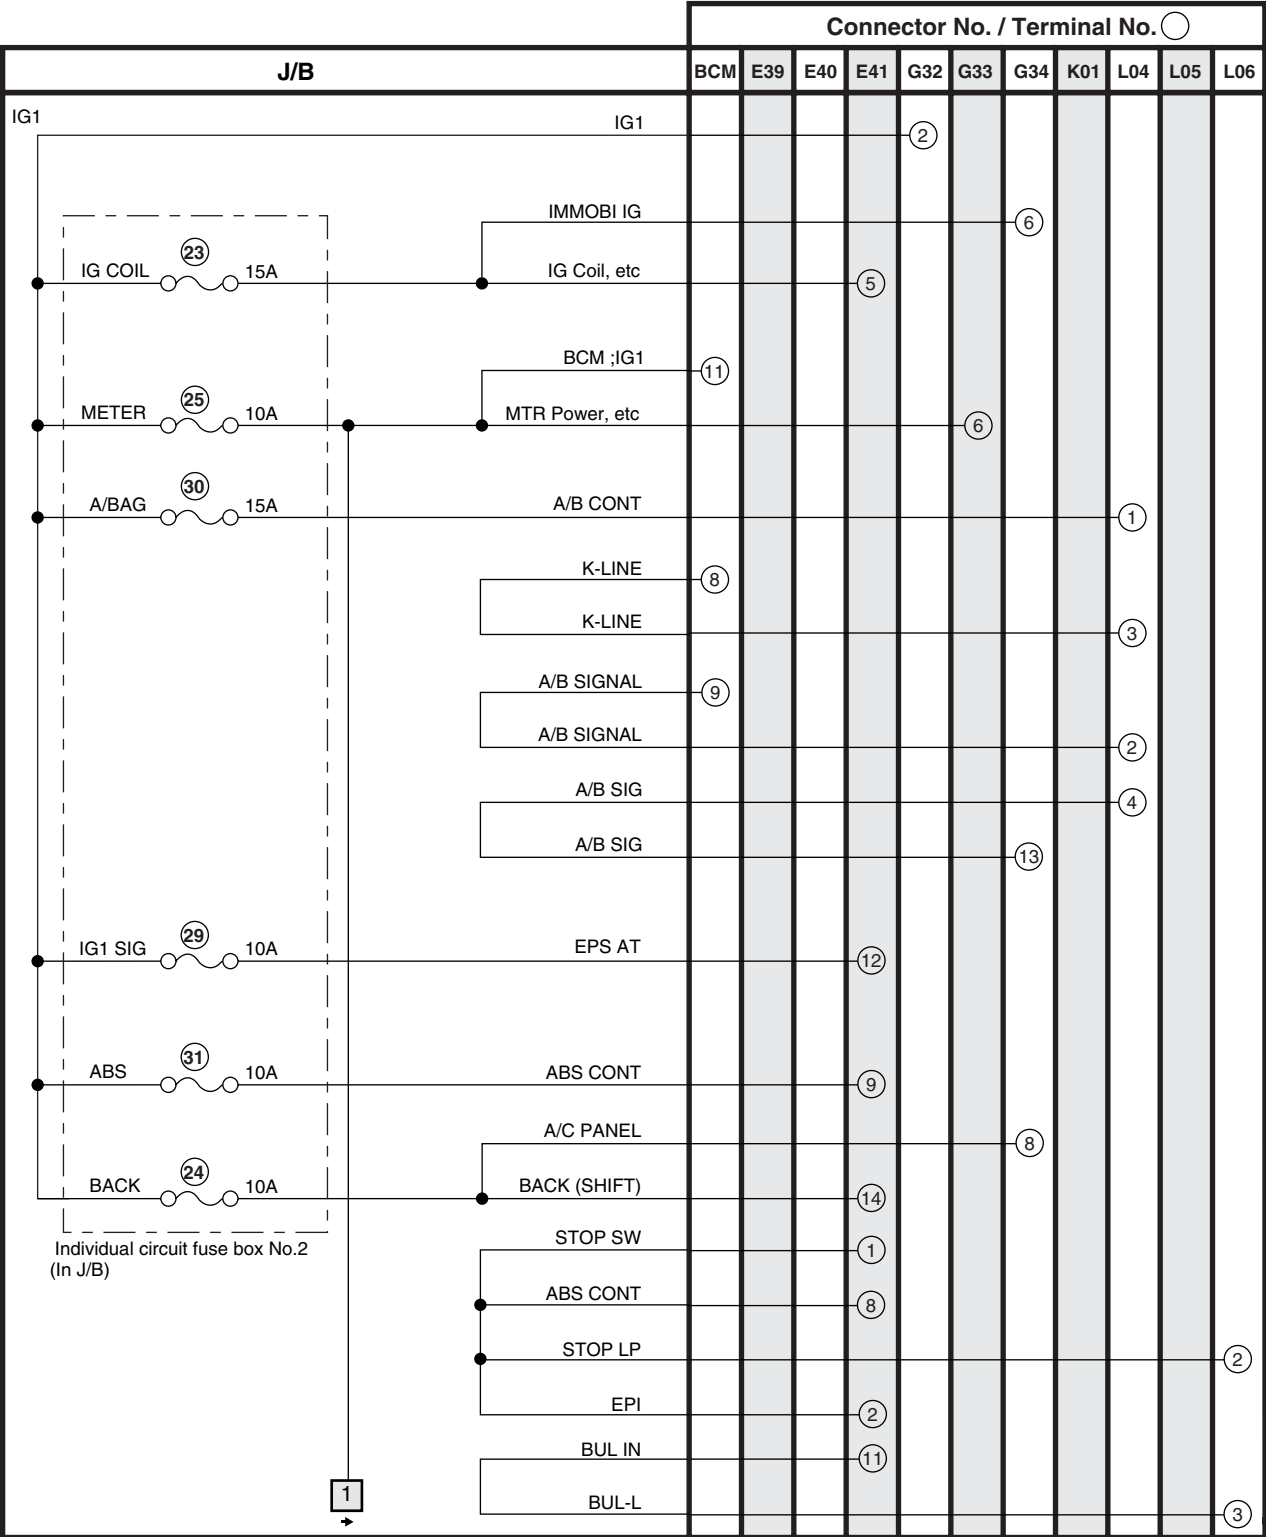 Connector No. / Terminal No.
J/B
BCM E39 E40 E41 G32 G33 G34 K01 L04 L05 L06
IG1
IG1
2
IMMOBI IG
6
23
IG COIL
15A
IG Coil, etc
5
BCM ;IG1
11
25
METER
10A
MTR Power, etc
6
30
A/BAG
15A
A/B CONT
1
K-LINE
8
K-LINE
3
A/B SIGNAL
9
A/B SIGNAL
2
A/B SIG
4
A/B SIG
13
29
IG1 SIG
10A
EPS AT
12
31
ABS
10A
ABS CONT
9
A/C PANEL
8
24
BACK
10A
BACK (SHIFT)
14
Individual circuit fuse box No.2
(In J/B)
STOP SW
1
ABS CONT
8
STOP LP
2
EPI
2
BUL IN
11
1
BUL-L
3